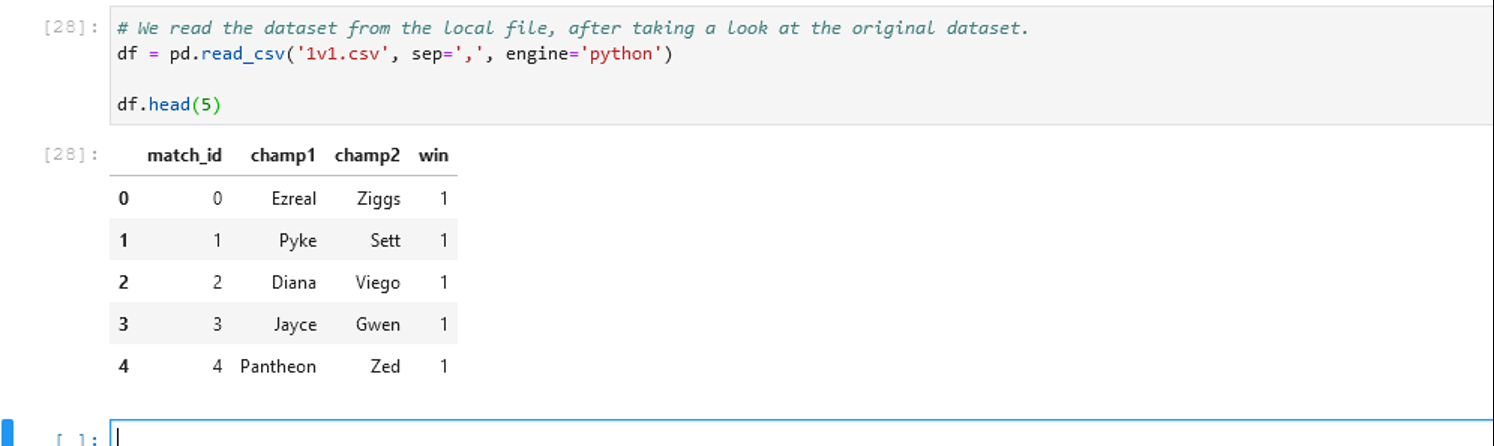 [28]: # We read the dataset from the local file, after taking a look at the original dataset.
df = pd.read_csv('1v1.csv', sep=',', engine='python')
df.head(5)
[28]: match_id champ1 champ2 win
0 0 Ezreal Ziggs 1
1 1 Pyke Sett 1
2 2 Diana Viego 1
3 3 Jayce Gwen 1
4 4 Pantheon Zed 1
[ ]: